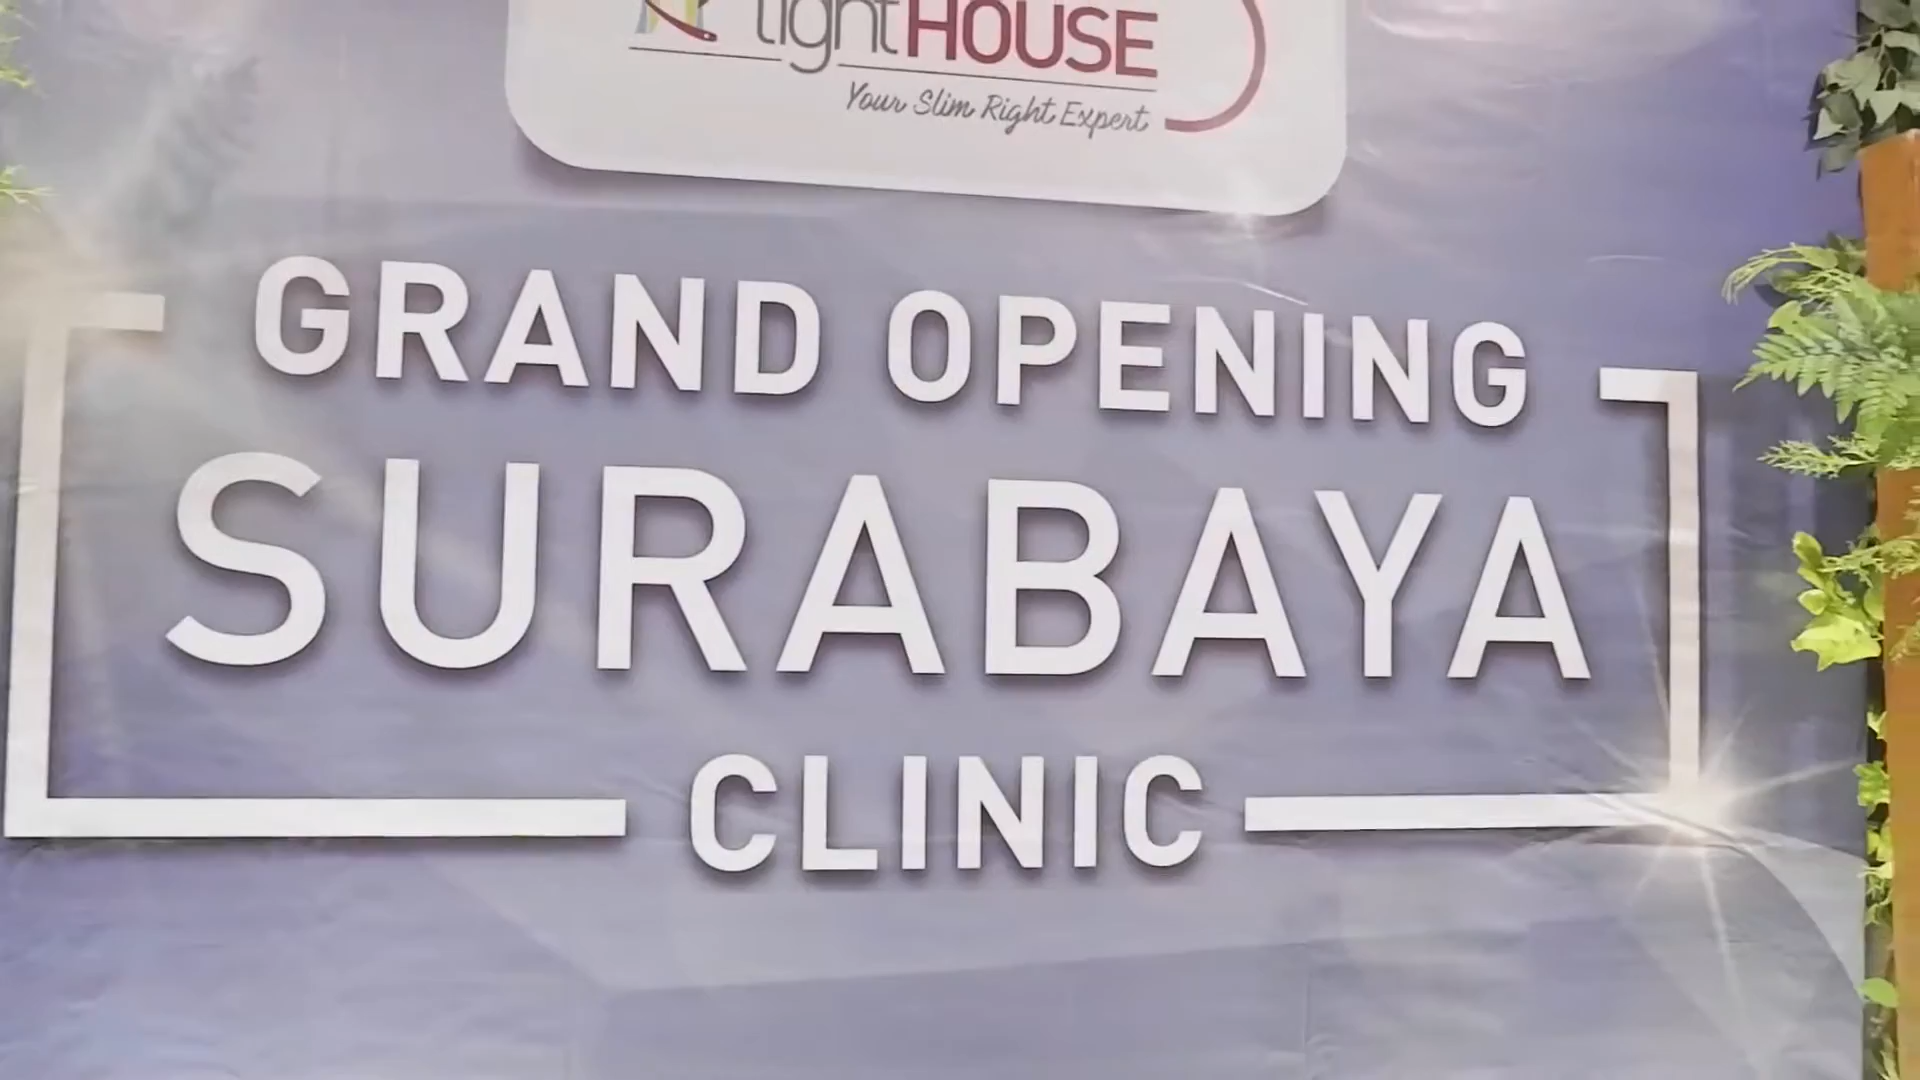 lightHOUSE
Your Slim Right Expert
GRAND OPENING
SURABAYA
CLINIC